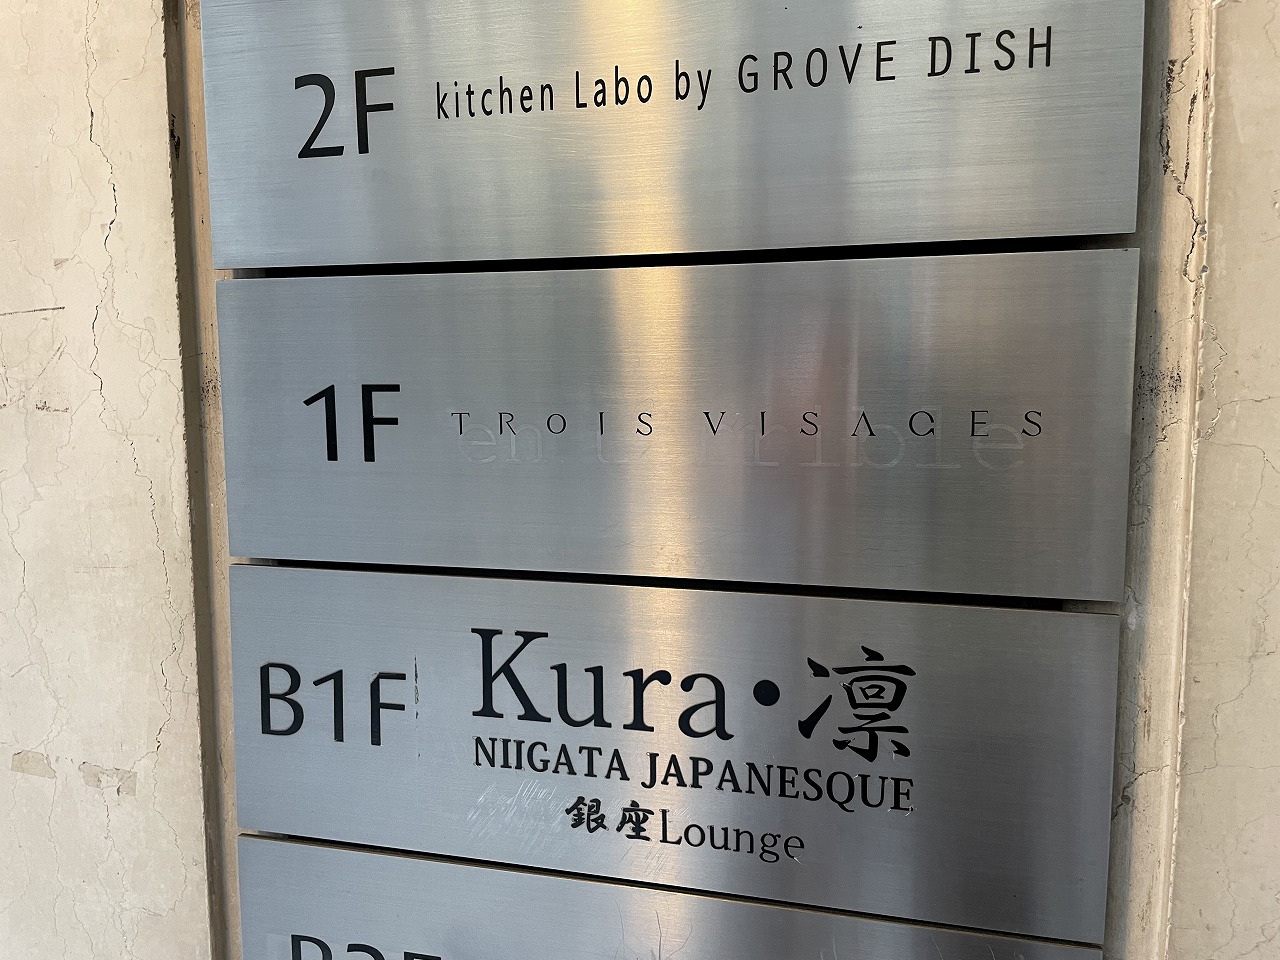 2F kitchen Labo by GROVE DISH
1F TROIS VISAGES
B1F Kura・凛
NIIGATA JAPANESQUE
銀座Lounge